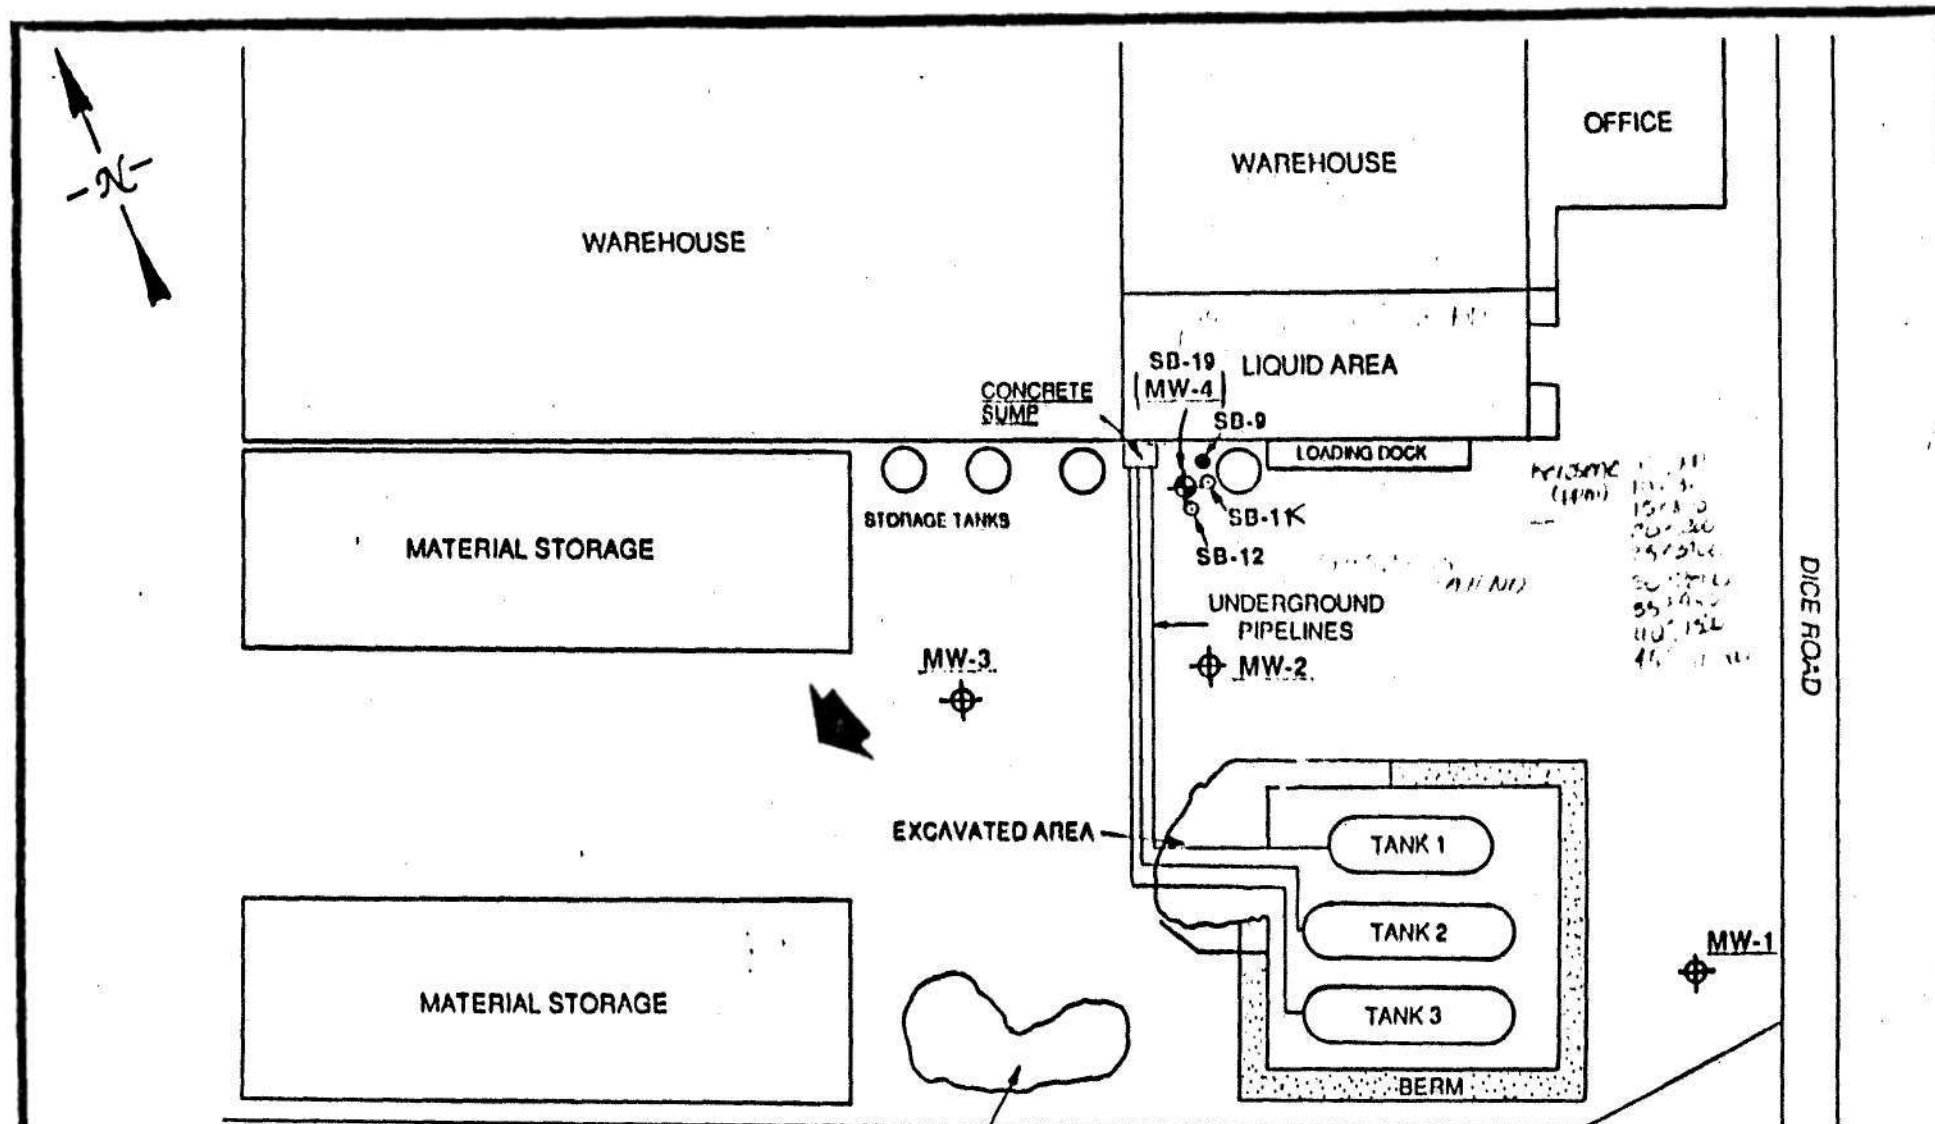 N
OFFICE
WAREHOUSE
WAREHOUSE
SB-19
(MW-4)
LIQUID AREA
CONCRETE
SUMP
SB-9
LOADING DOCK
STORAGE TANKS
SB-11
SB-12
MATERIAL STORAGE
UNDERGROUND
PIPELINES
DICE ROAD
MW-3
MW-2
EXCAVATED AREA
TANK 1
TANK 2
MW-1
MATERIAL STORAGE
TANK 3
BERM